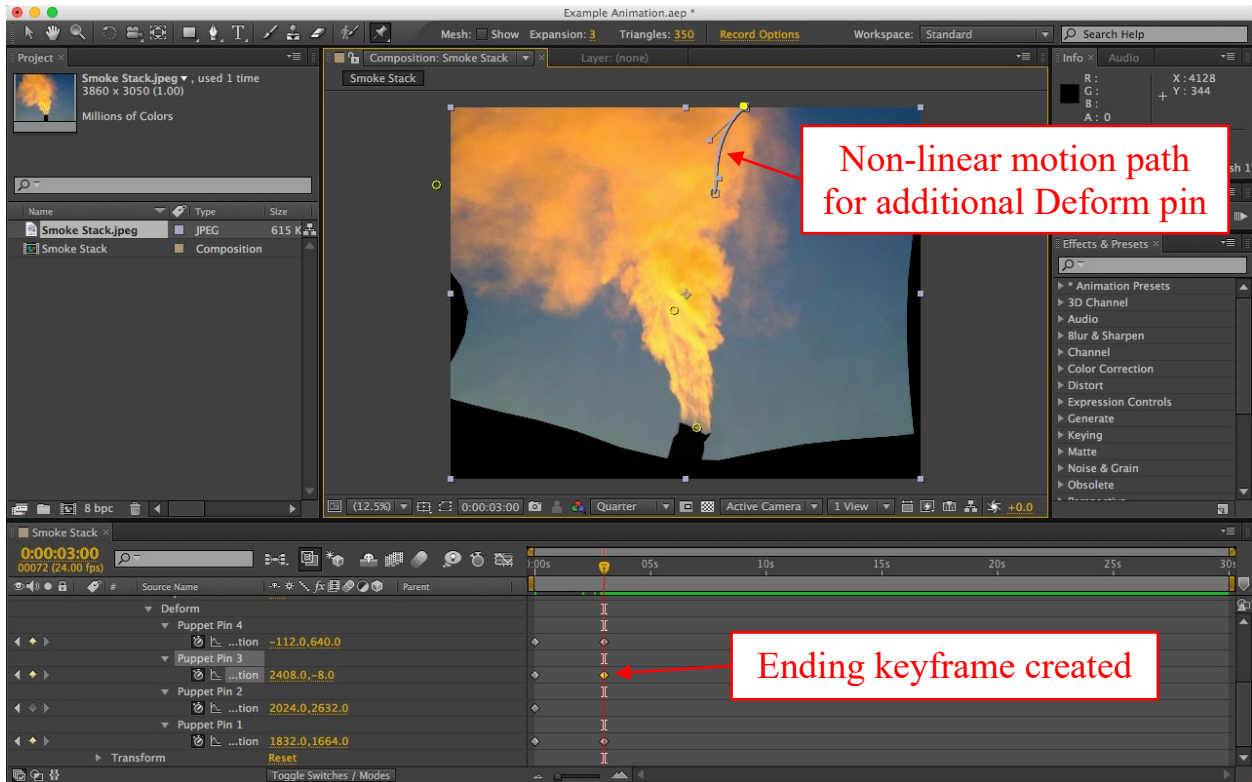 Example Animation.aep *
Mesh: Show Expansion: 3 Triangles: 350 Record Options Workspace: Standard Search Help
Project
Smoke Stack.jpeg , used 1 time
3860 x 3050 (1.00)
Millions of Colors
Name Type Size
Smoke Stack.jpeg JPEG 615 K
Smoke Stack Composition
8 bpc
Composition: Smoke Stack Layer: (none)
Smoke Stack
Non-linear motion path
for additional Deform pin
(12.5%) 0:00:03:00 Quarter Active Camera 1 View +0.0
Info Audio
R : X : 4128
G : Y : 344
B :
A : 0
Effects & Presets
* Animation Presets
3D Channel
Audio
Blur & Sharpen
Channel
Color Correction
Distort
Expression Controls
Generate
Keying
Matte
Noise & Grain
Obsolete
Smoke Stack
0:00:03:00
00072 (24.00 fps)
05s 10s 15s 20s 25s
# Source Name Parent
Deform
Puppet Pin 4
...tion -112.0,640.0
Puppet Pin 3
...tion 2408.0,-8.0
Puppet Pin 2
...tion 2024.0,2632.0
Puppet Pin 1
...tion 1832.0,1664.0
Transform Reset
Toggle Switches / Modes
Ending keyframe created